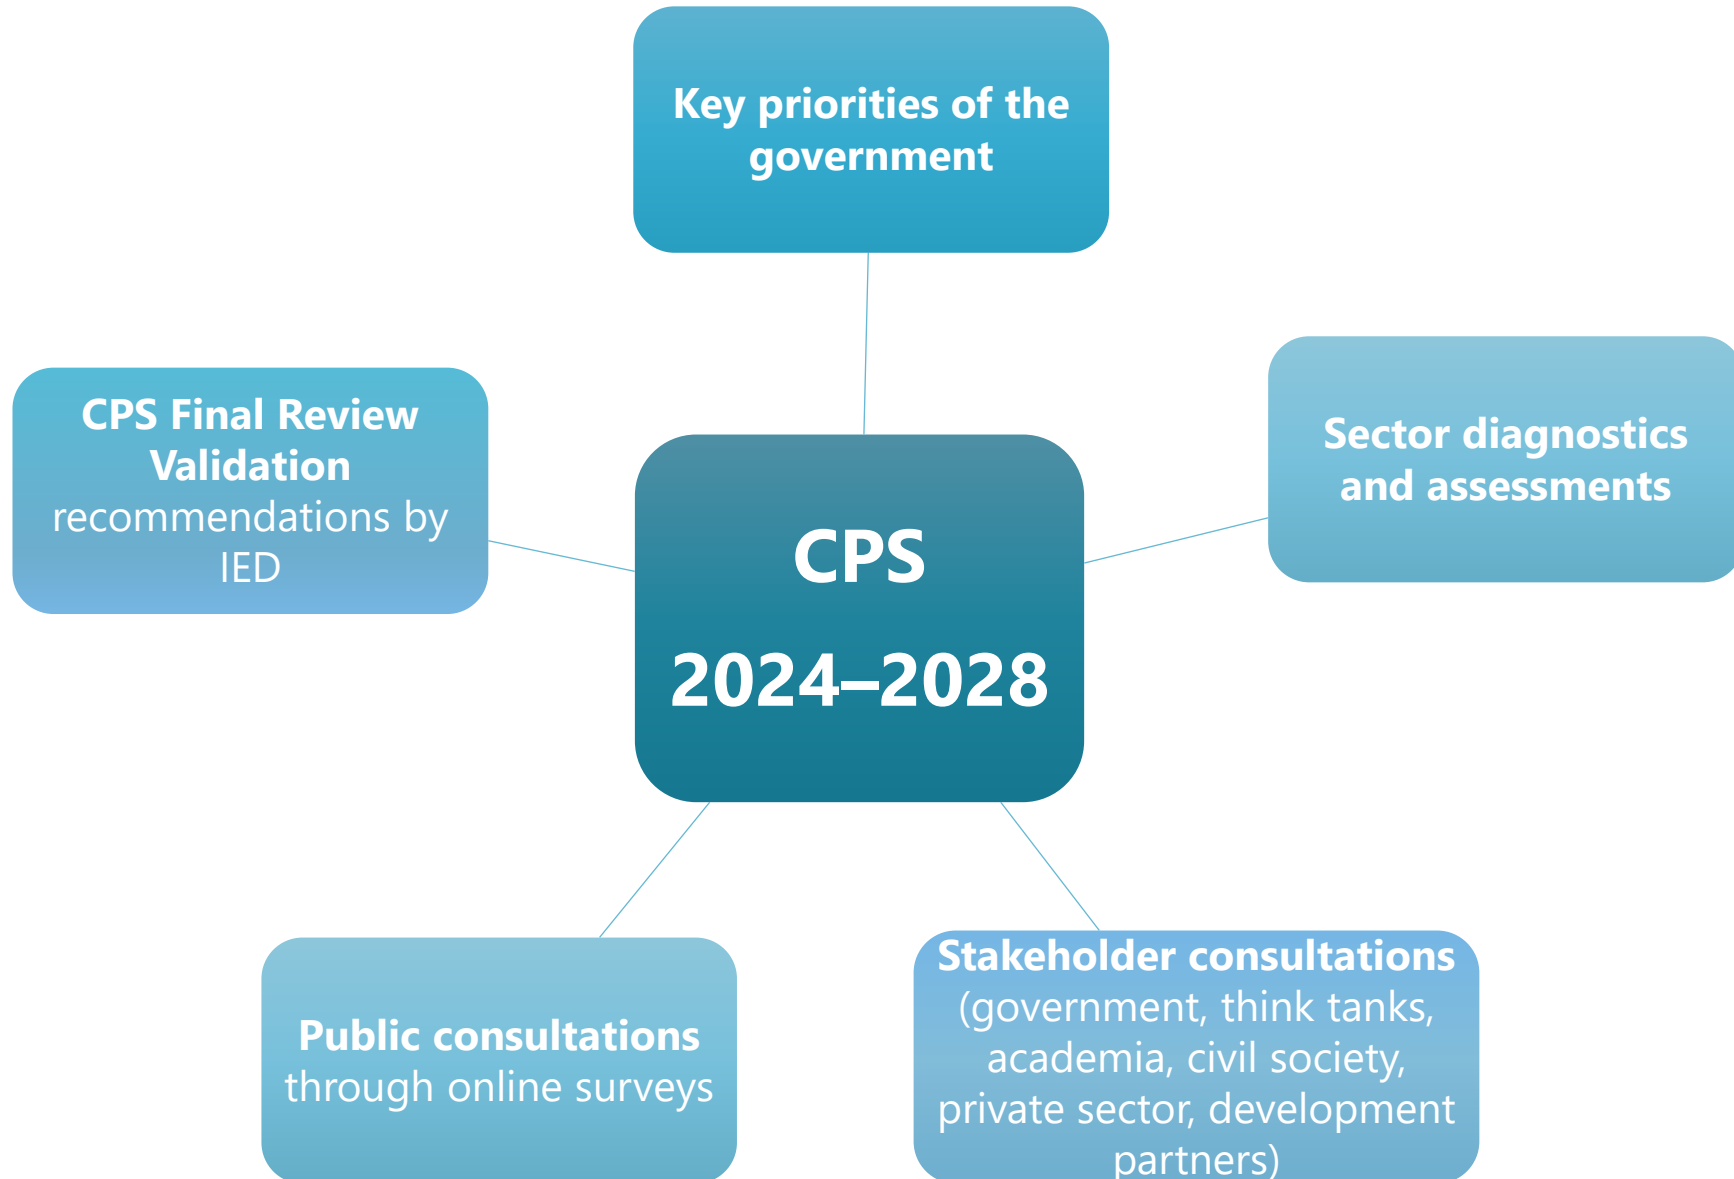 Key priorities of the
government
CPS Final Review
Validation
recommendations by
IED
Sector diagnostics
and assessments
CPS
2024–2028
Public consultations
through online surveys
Stakeholder consultations
(government, think tanks,
academia, civil society,
private sector, development
partners)